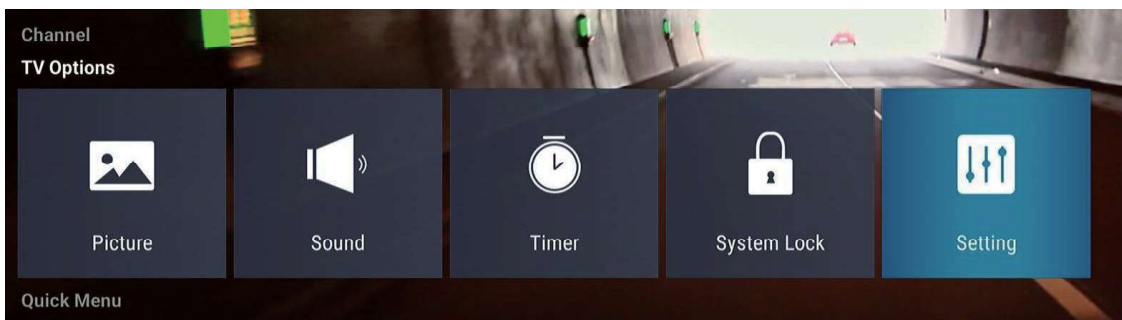 Channel
TV Options
Picture
Sound
Timer
System Lock
Setting
Quick Menu